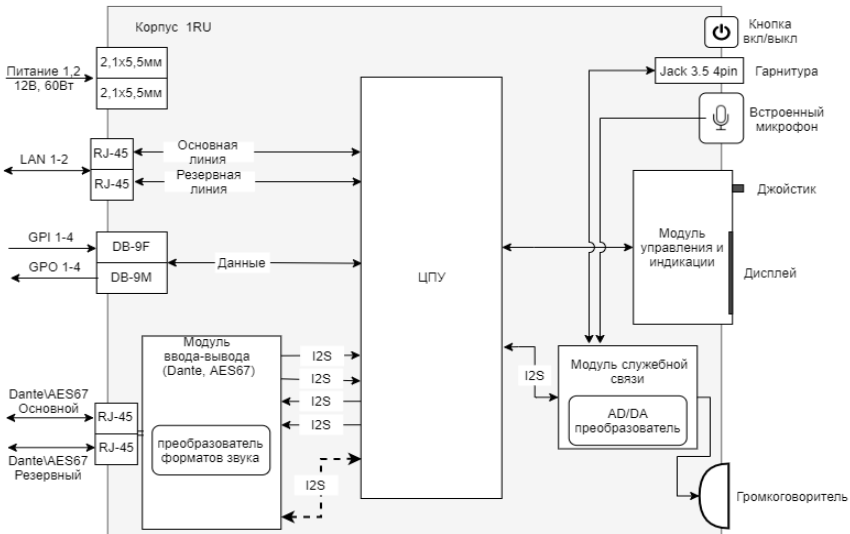 Корпус 1RU
Кнопка
вкл/выкл
2,1х5,5мм
Питание 1,2
12В, 60Вт
2,1х5,5мм
Jack 3.5 4pin
Гарнитура
Встроенный
микрофон
RJ-45
Основная
линия
LAN 1-2
RJ-45
Резервная
линия
Джойстик
GPI 1-4
DB-9F
Модуль
управления и
индикации
GPO 1-4
DB-9M
Данные
ЦПУ
Дисплей
Модуль
ввода-вывода
(Dante, AES67)
I2S
I2S
I2S
I2S
I2S
Модуль служебной
связи
AD/DA
преобразователь
Dante\AES67
Основной
RJ-45
RJ-45
Dante\AES67
Резервный
преобразователь
форматов звука
I2S
Громкоговоритель